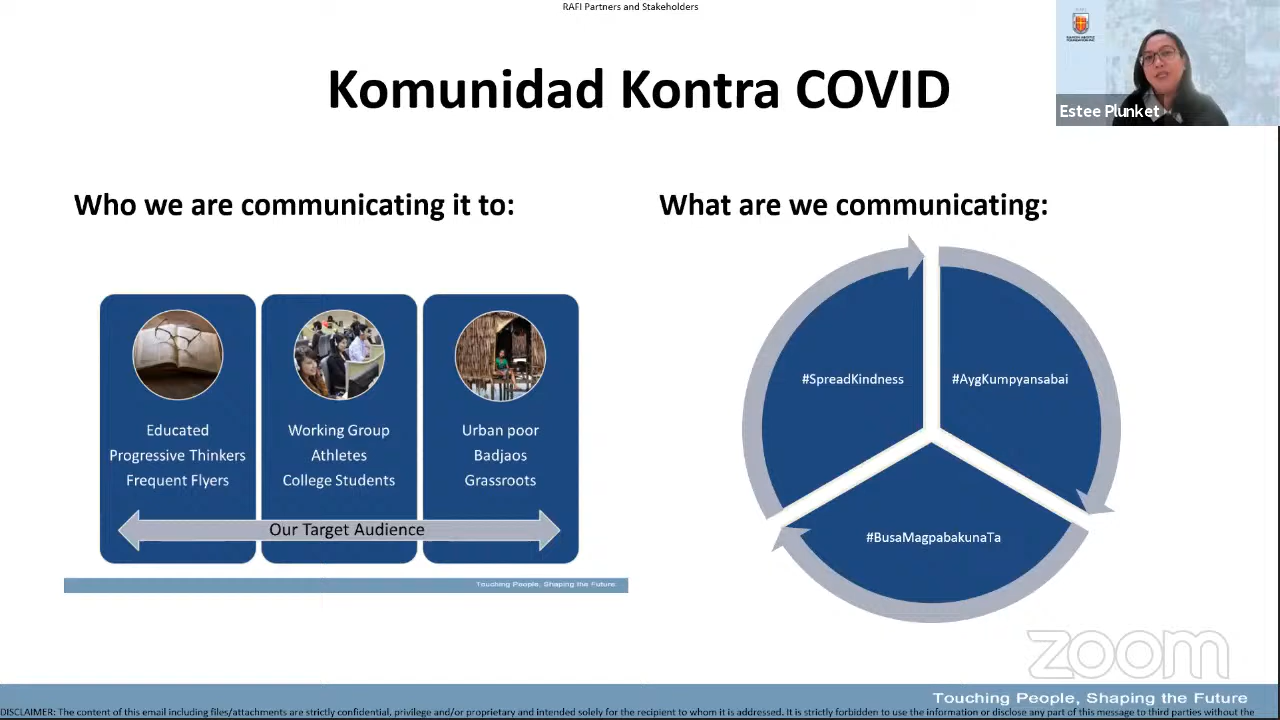 RAFI Partners and Stakeholders
Komunidad Kontra COVID
Estee Plunket
Who we are communicating it to:
What are we communicating:
Educated
Progressive Thinkers
Frequent Flyers
Working Group
Athletes
College Students
Urban poor
Badjaos
Grassroots
Our Target Audience
Touching People, Shaping the Future
#SpreadKindness
#AygKumpyansabai
#BusaMagpabakunaTa
zoom
Touching People, Shaping the Future
DISCLAIMER: The content of this email including files/attachments are strictly confidential, privilege and/or proprietary and intended solely for the recipient to whom it is addressed. It is strictly forbidden to use the information or disclose any part of this message to third parties without the